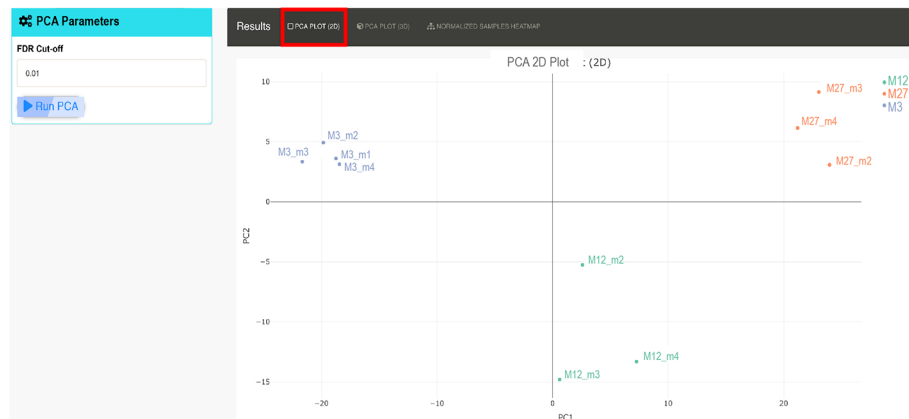 PCA Parameters
FDR Cut-off
0.01
Run PCA
Results PCA PLOT (2D) PCA PLOT (3D) NORMALIZED SAMPLES HEATMAP
PCA 2D Plot : (2D)
M12
M27
M3
10
5
0
−5
−10
−15
PC2
M27_m3
M27_m4
M27_m2
M3_m2
M3_m3
M3_m1
M3_m4
M12_m2
M12_m4
M12_m3
−20
−10
0
10
20
PC1